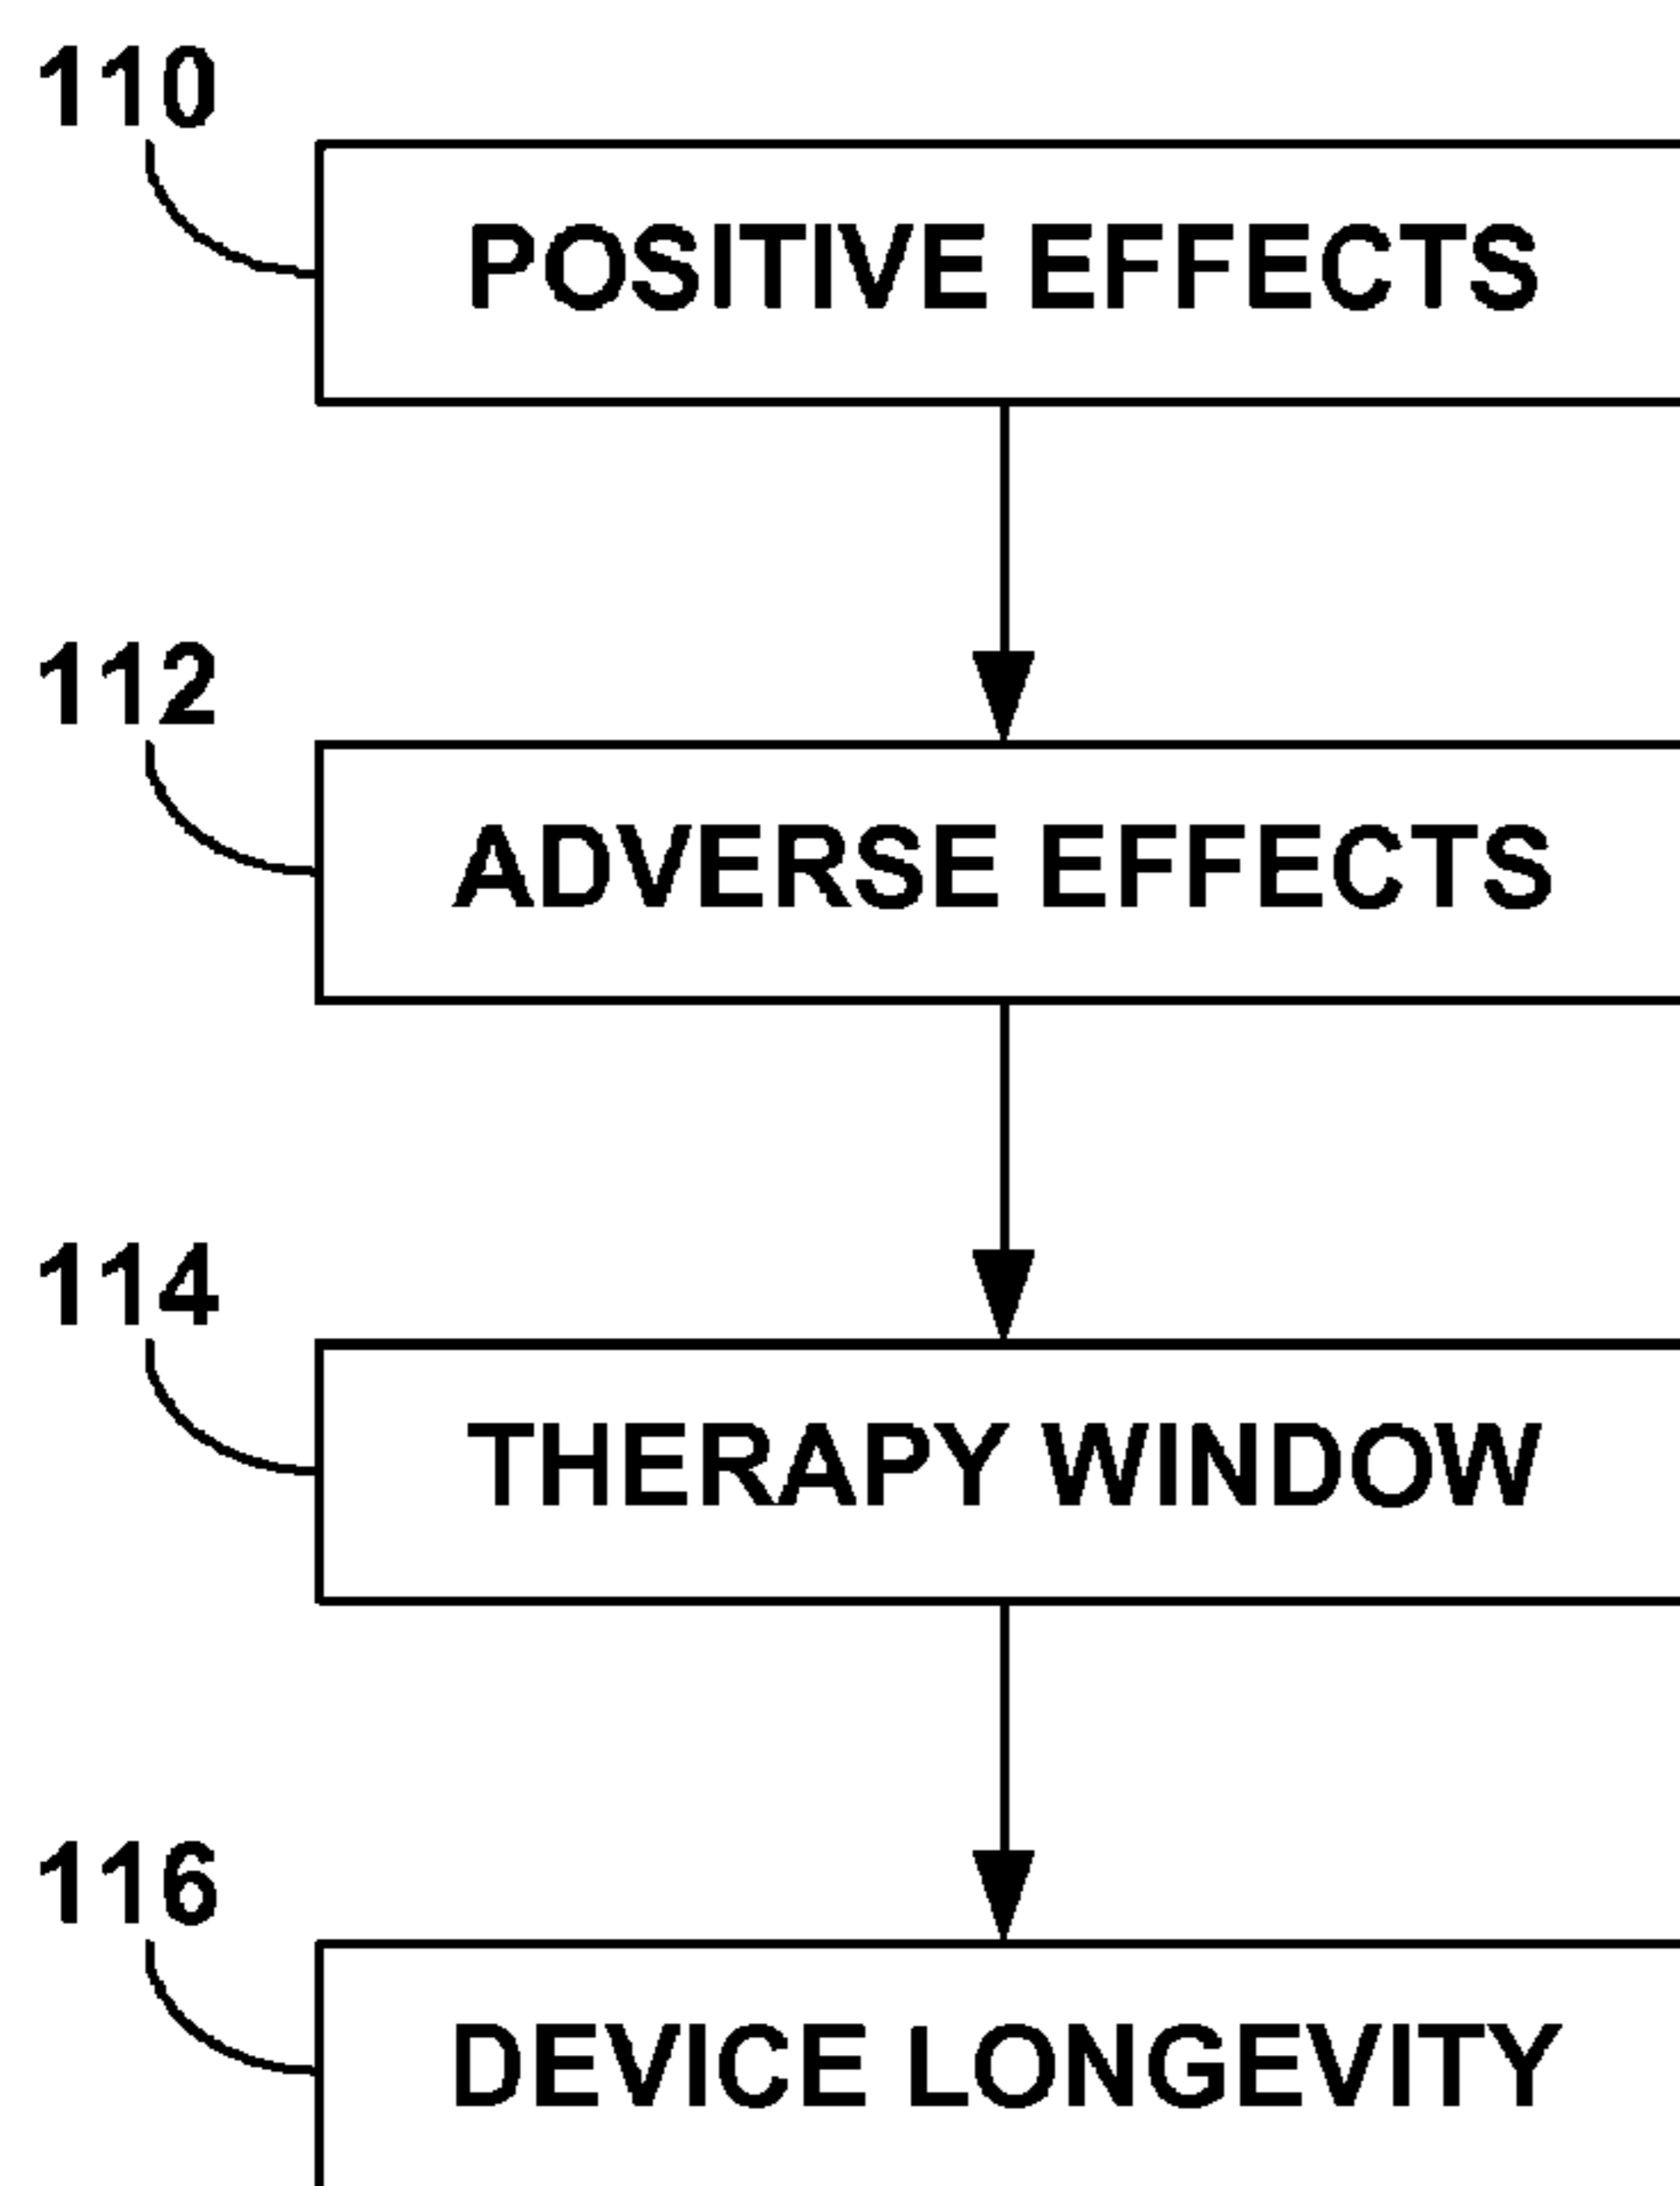 110
POSITIVE EFFECTS
112
ADVERSE EFFECTS
114
THERAPY WINDOW
116
DEVICE LONGEVITY